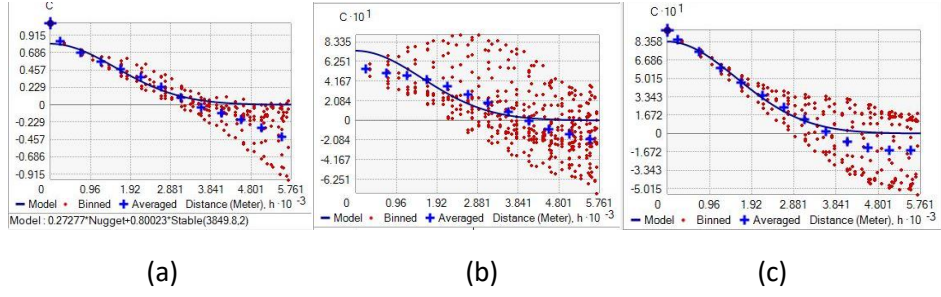 C
0.915
0.686
0.457
0.229
0
-0.229
-0.457
-0.686
-0.915
0 0.96 1.92 2.881 3.841 4.801 5.761
Model Binned Averaged Distance (Meter), h · 10 -3
Model : 0.27277*Nugget+0.80023*Stable(3849.8,2)
(a)
C · 10 1
8.335
6.251
4.167
2.084
0
-2.084
-4.167
-6.251
0 0.96 1.92 2.881 3.841 4.801 5.761
Model Binned Averaged Distance (Meter), h · 10 -3
(b)
C · 10 1
8.358
6.686
5.015
3.343
1.672
0
-1.672
-3.343
-5.015
0 0.96 1.92 2.881 3.841 4.801 5.761
Model Binned Averaged Distance (Meter), h · 10 -3
(c)